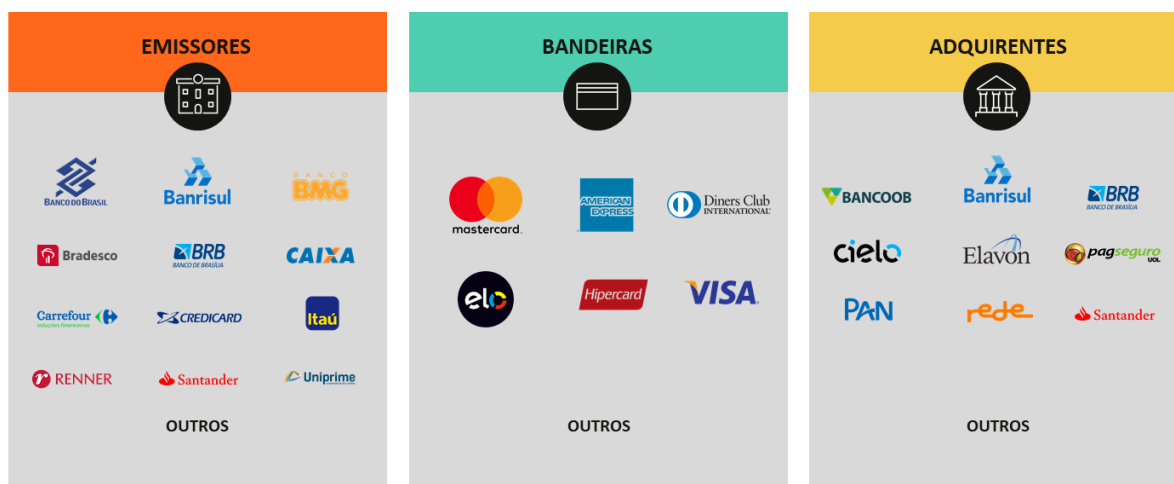 EMISSORES
BANCO DO BRASIL
Banrisul
BANCO
BMG
Bradesco
BRB
BANCO DE BRASÍLIA
CAIXA
Carrefour
soluções financeiras
CREDICARD
Itaú
RENNER
Santander
Uniprime
OUTROS
BANDEIRAS
mastercard.
AMERICAN
EXPRESS
Diners Club
INTERNATIONAL
elo
Hipercard
VISA
OUTROS
ADQUIRENTES
BANCOOB
Banrisul
BRB
BANCO DE BRASÍLIA
cielo
Elavon
pagseguro
UOL
PAN
rede
Santander
OUTROS